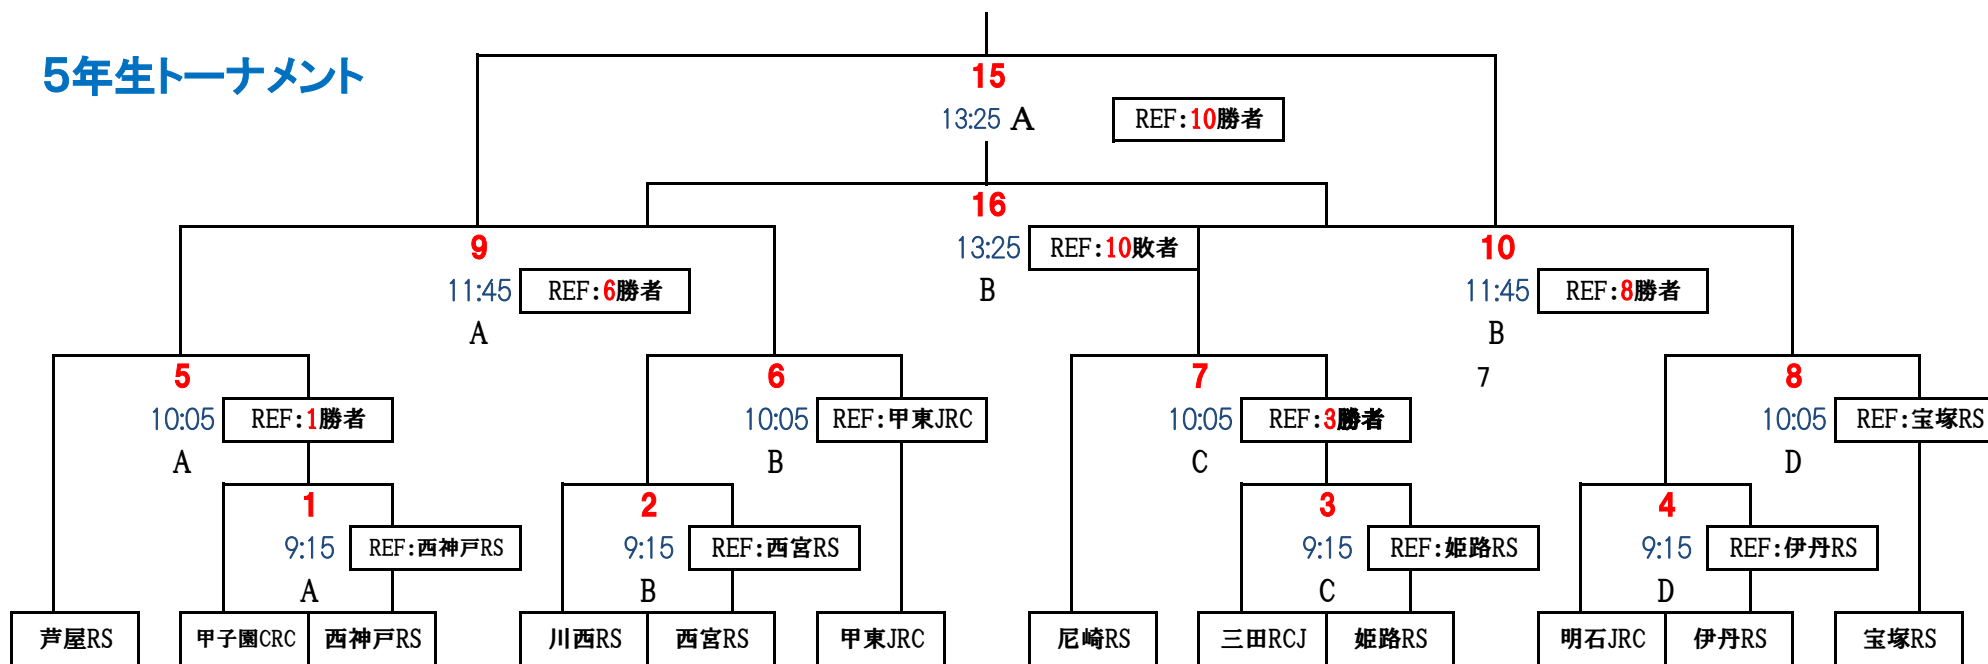 5年生トーナメント
15
13:25 A REF:10勝者
16
13:25 REF:10敗者
B
9
11:45 REF:6勝者
A
10
11:45 REF:8勝者
B
7
5
10:05 REF:1勝者
A
6
10:05 REF:甲東JRC
B
7
10:05 REF:3勝者
C
8
10:05 REF:宝塚RS
D
1
9:15 REF:西神戸RS
A
2
9:15 REF:西宮RS
B
3
9:15 REF:姫路RS
C
4
9:15 REF:伊丹RS
D
芦屋RS 甲子園CRC 西神戸RS 川西RS 西宮RS 甲東JRC 尼崎RS 三田RCJ 姫路RS 明石JRC 伊丹RS 宝塚RS